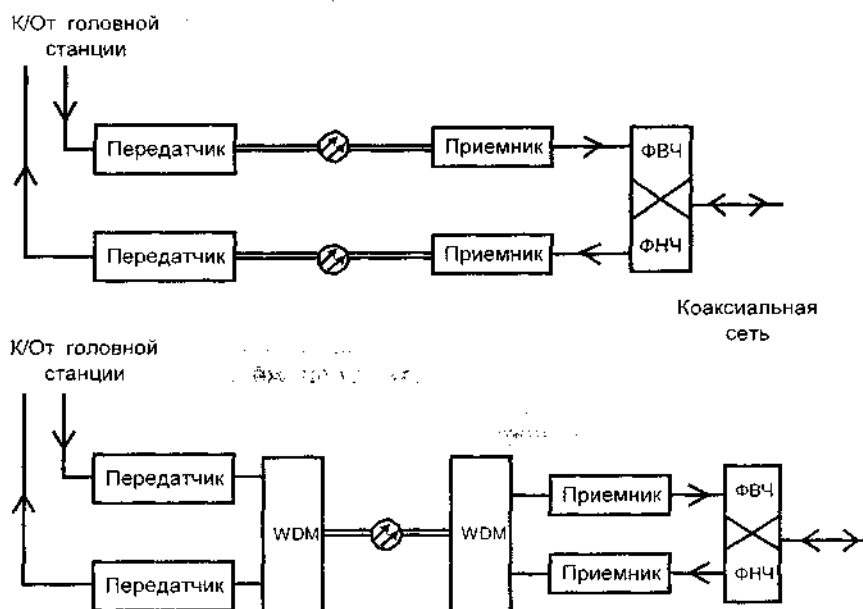 К/От головной
станции
Передатчик
Приемник
ФВЧ
Передатчик
Приемник
ФНЧ
Коаксиальная
сеть
К/От головной
станции
Передатчик
WDM
WDM
Приемник
ФВЧ
Передатчик
Приемник
ФНЧ